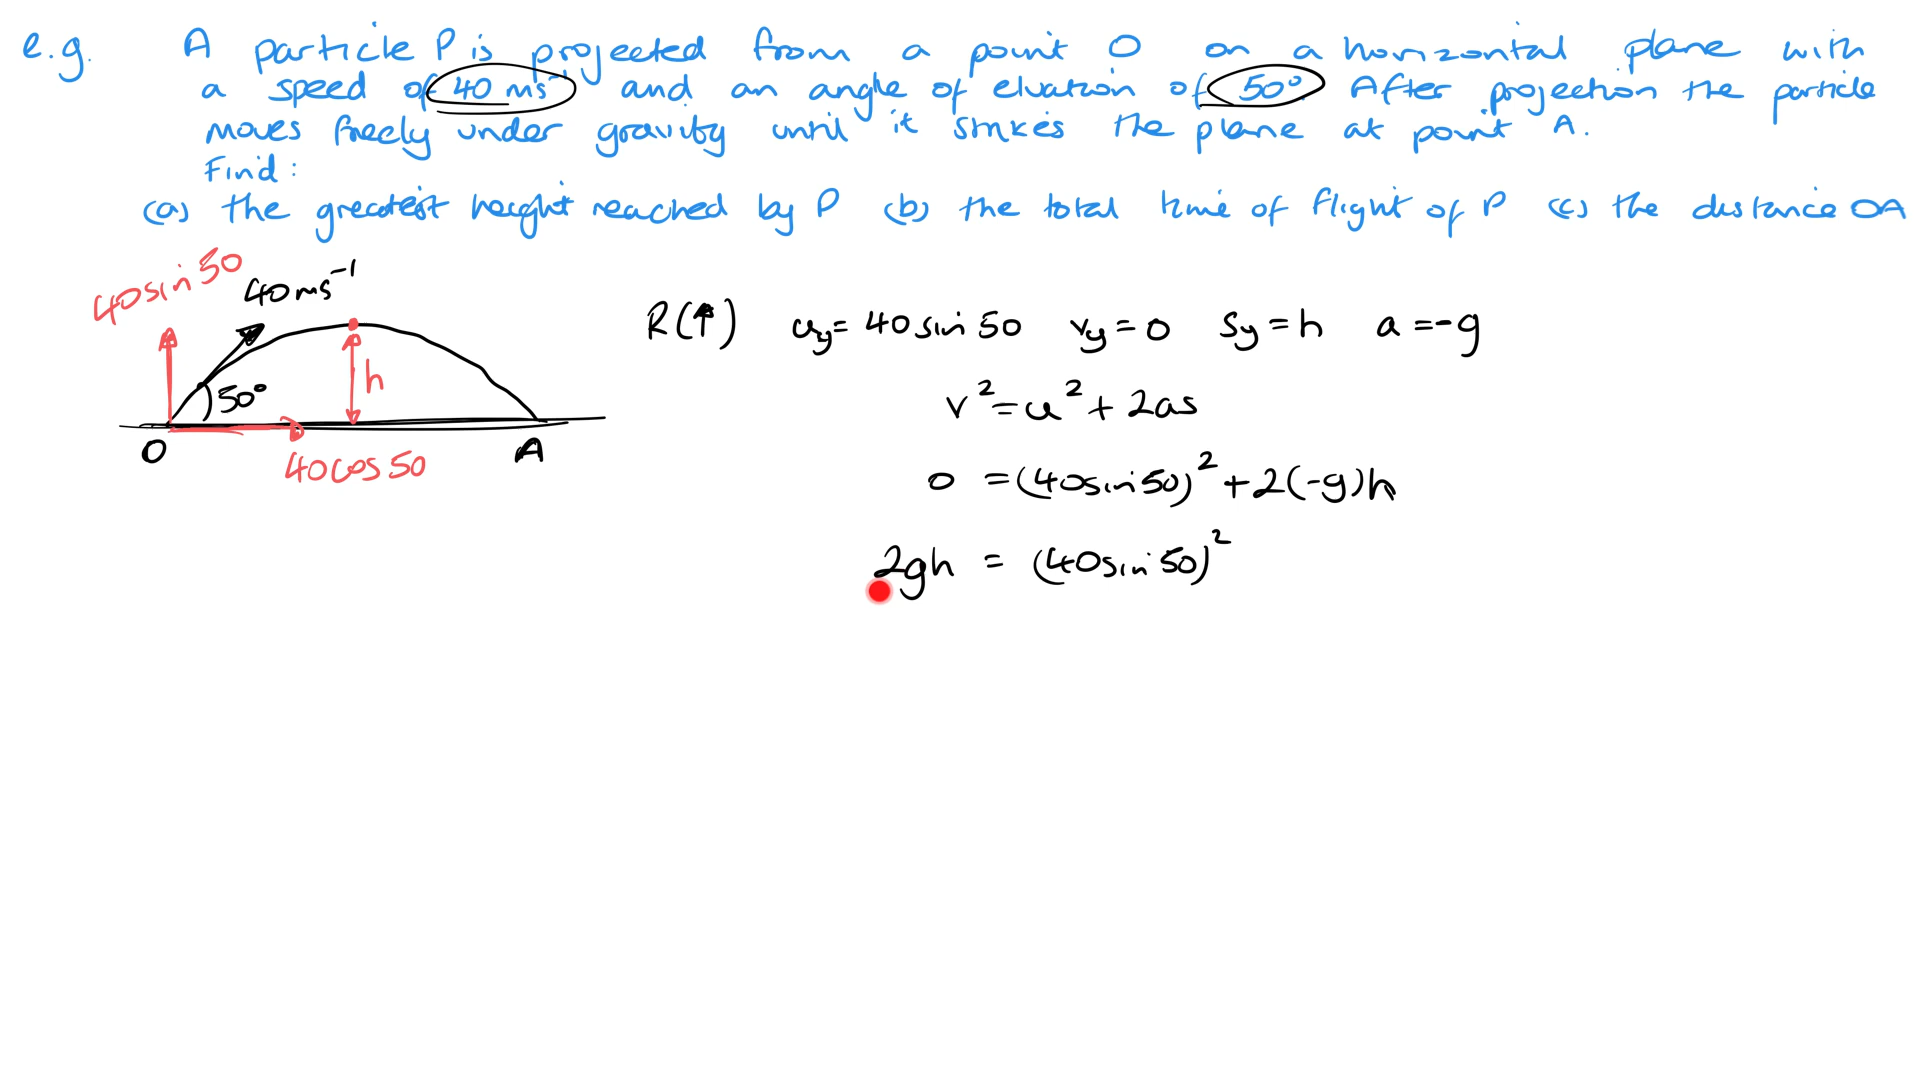 e.g. A particle P is projected from a point O on a horizontal plane with
a speed of 40 ms⁻¹ and an angle of elvation of 50° After projection the particle
moves freely under gravity until it strikes the plane at point A.
Find:
(a) the greatest height reached by P (b) the total time of flight of P (c) the distance OA
40sin50
40ms⁻¹
h
50°
O
A
40cos50
R(↑) uy = 40sin50 vy = 0 sy = h a = -g
v² = u² + 2as
0 = (40sin50)² + 2(-g)h
2gh = (40sin50)²